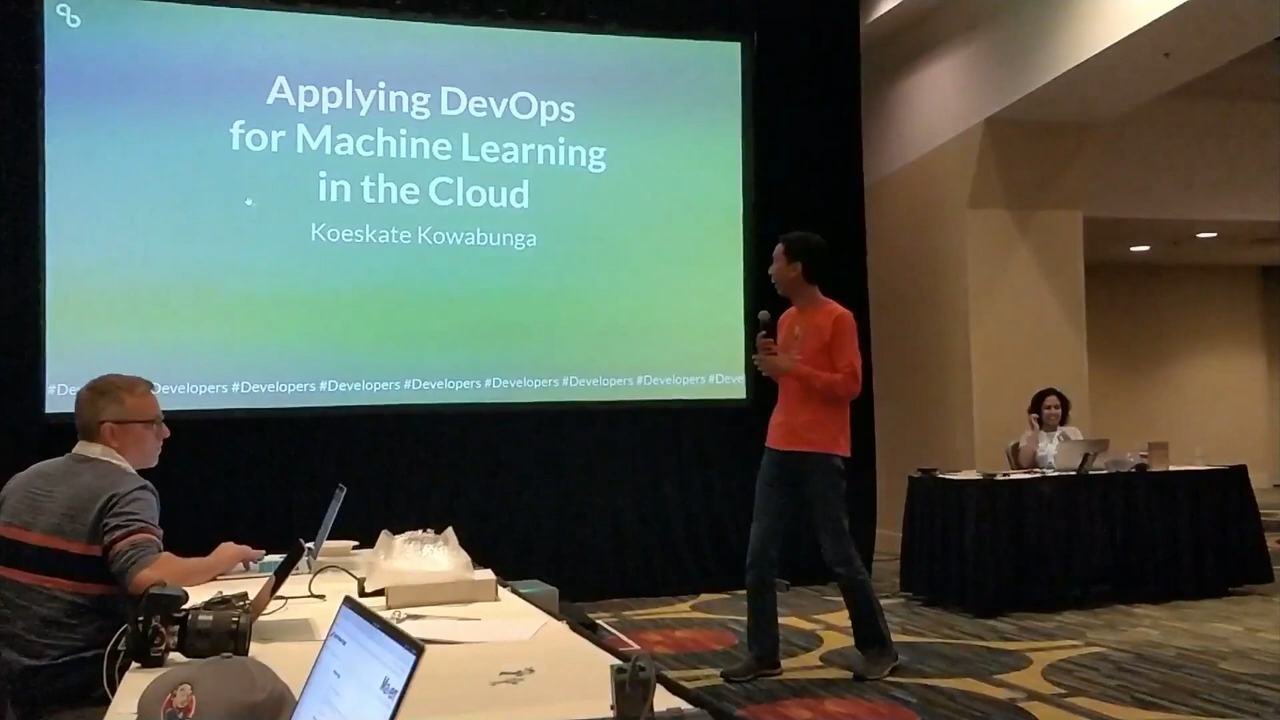 Applying DevOps
for Machine Learning
in the Cloud
Koeskate Kowabunga
#Developers #Developers #Developers #Developers #Developers #Developers #Developers